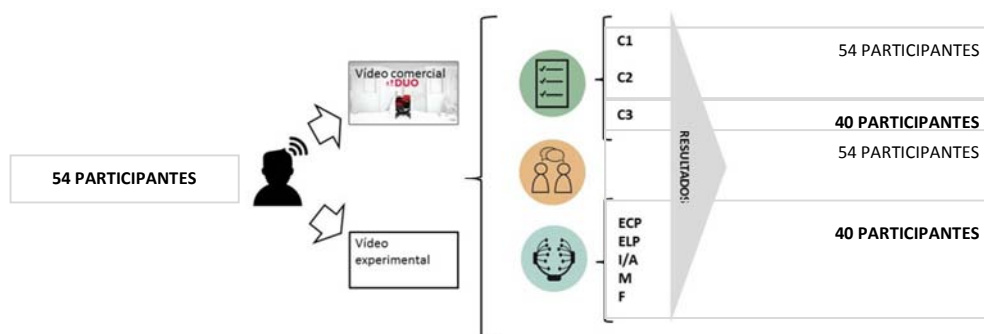 54 PARTICIPANTES
Vídeo comercial
DUO
Vídeo
experimental
C1
C2
C3
ECP
ELP
I/A
M
F
RESULTADOS
54 PARTICIPANTES
40 PARTICIPANTES
54 PARTICIPANTES
40 PARTICIPANTES